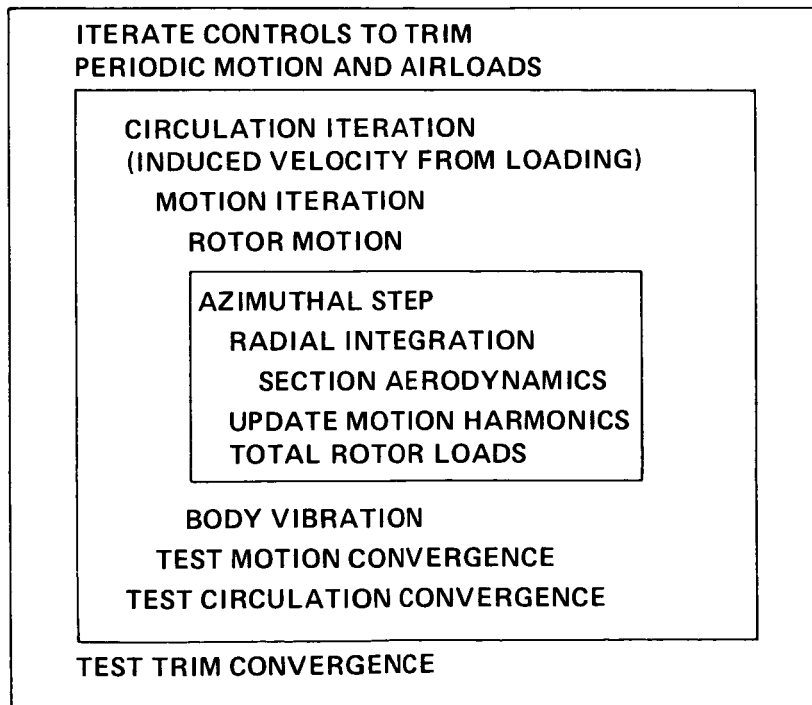 ITERATE CONTROLS TO TRIM
PERIODIC MOTION AND AIRLOADS
CIRCULATION ITERATION
(INDUCED VELOCITY FROM LOADING)
MOTION ITERATION
ROTOR MOTION
AZIMUTHAL STEP
RADIAL INTEGRATION
SECTION AERODYNAMICS
UPDATE MOTION HARMONICS
TOTAL ROTOR LOADS
BODY VIBRATION
TEST MOTION CONVERGENCE
TEST CIRCULATION CONVERGENCE
TEST TRIM CONVERGENCE